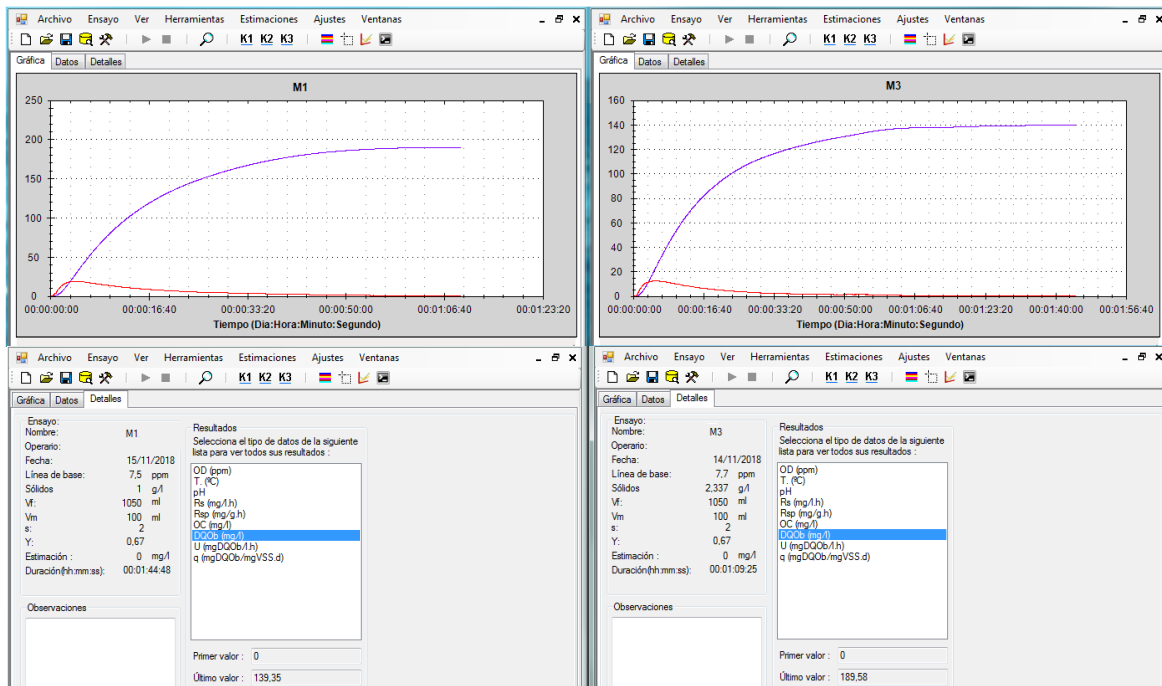 Archivo Ensayo Ver Herramientas Estimaciones Ajustes Ventanas
K1 K2 K3
Gráfica Datos Detalles
M1
250
200
150
100
50
0
00:00:00:00 00:00:16:40 00:00:33:20 00:00:50:00 00:01:06:40 00:01:23:20
Tiempo (Dia:Hora:Minuto:Segundo)
Archivo Ensayo Ver Herramientas Estimaciones Ajustes Ventanas
K1 K2 K3
Gráfica Datos Detalles
M3
160
140
120
100
80
60
40
20
0
00:00:00:00 00:00:16:40 00:00:33:20 00:00:50:00 00:01:06:40 00:01:23:20 00:01:40:00 00:01:56:40
Tiempo (Dia:Hora:Minuto:Segundo)
Archivo Ensayo Ver Herramientas Estimaciones Ajustes Ventanas
K1 K2 K3
Gráfica Datos Detalles
Ensayo:
Nombre: M1
Operario:
Fecha: 15/11/2018
Línea de base: 7,5 ppm
Sólidos 1 g/l
Vf: 1050 ml
Vm 100 ml
s: 2
Y: 0,67
Estimación : 0 mg/l
Duración(hh:mm:ss): 00:01:44:48
Observaciones
Resultados
Selecciona el tipo de datos de la siguiente
lista para ver todos sus resultados :
OD (ppm)
T. (ºC)
pH
Rs (mg/l.h)
Rsp (mg/g.h)
OC (mg/l)
DQOb (mg/l)
U (mgDQOb/l.h)
q (mgDQOb/mgVSS.d)
Primer valor : 0
Último valor : 139,35
Archivo Ensayo Ver Herramientas Estimaciones Ajustes Ventanas
K1 K2 K3
Gráfica Datos Detalles
Ensayo:
Nombre: M3
Operario:
Fecha: 14/11/2018
Línea de base: 7,7 ppm
Sólidos 2,337 g/l
Vf: 1050 ml
Vm 100 ml
s: 2
Y: 0,67
Estimación : 0 mg/l
Duración(hh:mm:ss): 00:01:09:25
Observaciones
Resultados
Selecciona el tipo de datos de la siguiente
lista para ver todos sus resultados :
OD (ppm)
T. (ºC)
pH
Rs (mg/l.h)
Rsp (mg/g.h)
OC (mg/l)
DQOb (mg/l)
U (mgDQOb/l.h)
q (mgDQOb/mgVSS.d)
Primer valor : 0
Último valor : 189,58